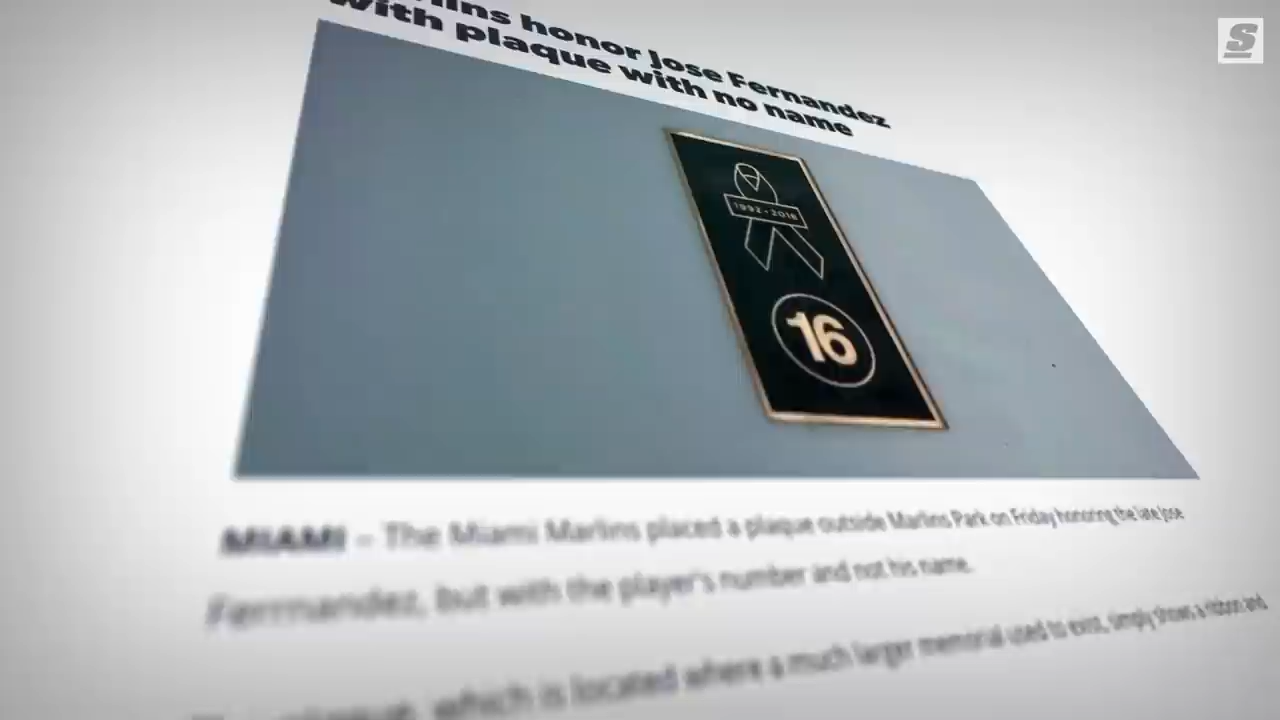 lins honor Jose Fernandez
with plaque with no name
1992 - 2016
16
MIAMI – The Miami Marlins placed a plaque outside Marlins Park on Friday honoring the late Jose
Ferrnandez, but with the player's number and not his name.
plaque, which is located where a much larger memorial used to exist, simply shows a ribbon and
S